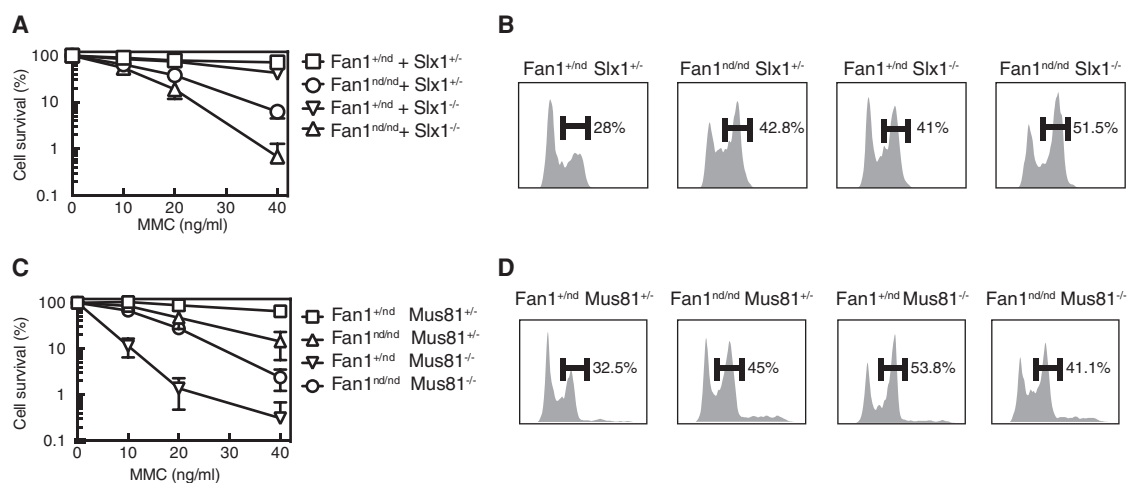 A
Cell survival (%)
100
10
1
0.1
0 10 20 30 40
MMC (ng/ml)
Fan1+/nd + Slx1+/-
Fan1nd/nd+ Slx1+/-
Fan1+/nd + Slx1-/-
Fan1nd/nd+ Slx1-/-
B
Fan1+/nd Slx1+/- Fan1nd/nd Slx1+/- Fan1+/nd Slx1-/- Fan1nd/nd Slx1-/-
28% 42.8% 41% 51.5%
C
Cell survival (%)
100
10
1
0.1
0 10 20 30 40
MMC (ng/ml)
Fan1+/nd Mus81+/-
Fan1nd/nd Mus81+/-
Fan1+/nd Mus81-/-
Fan1nd/nd Mus81-/-
D
Fan1+/nd Mus81+/- Fan1nd/nd Mus81+/- Fan1+/nd Mus81-/- Fan1nd/nd Mus81-/-
32.5% 45% 53.8% 41.1%